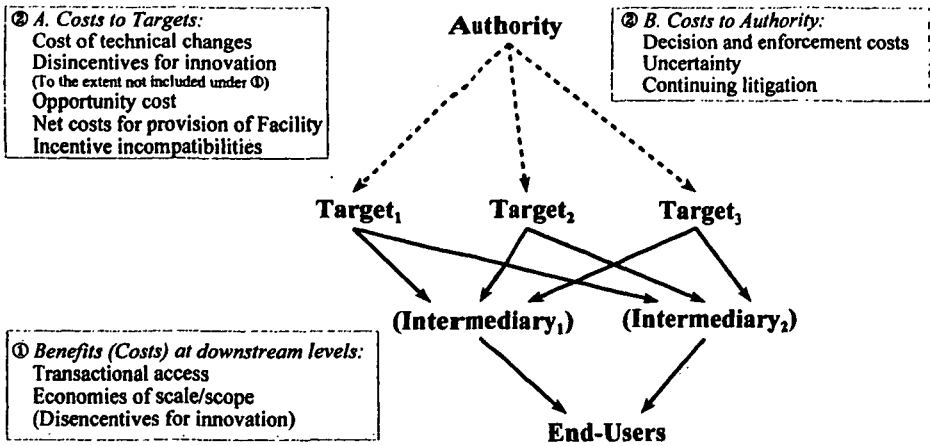 ② A. Costs to Targets:
Cost of technical changes
Disincentives for innovation
(To the extent not included under ①)
Opportunity cost
Net costs for provision of Facility
Incentive incompatibilities
Authority
② B. Costs to Authority:
Decision and enforcement costs
Uncertainty
Continuing litigation
Target₁ Target₂ Target₃
(Intermediary₁) (Intermediary₂)
① Benefits (Costs) at downstream levels:
Transactional access
Economies of scale/scope
(Disencentives for innovation)
End-Users